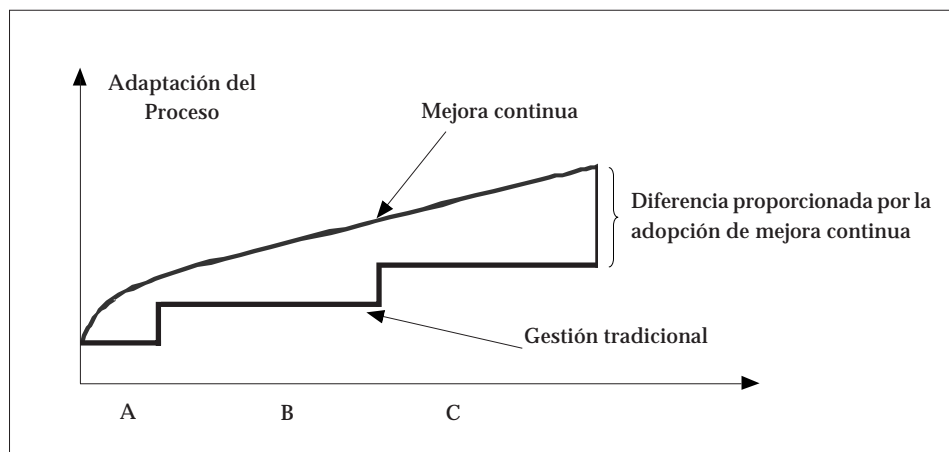 Adaptación del
Proceso
Mejora continua
Diferencia proporcionada por la
adopción de mejora continua
Gestión tradicional
A
B
C